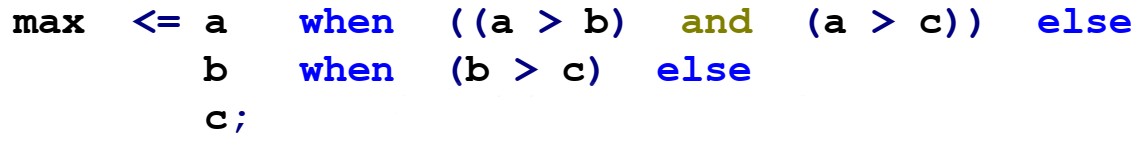 max <= a when ((a > b) and (a > c)) else
b when (b > c) else
c;